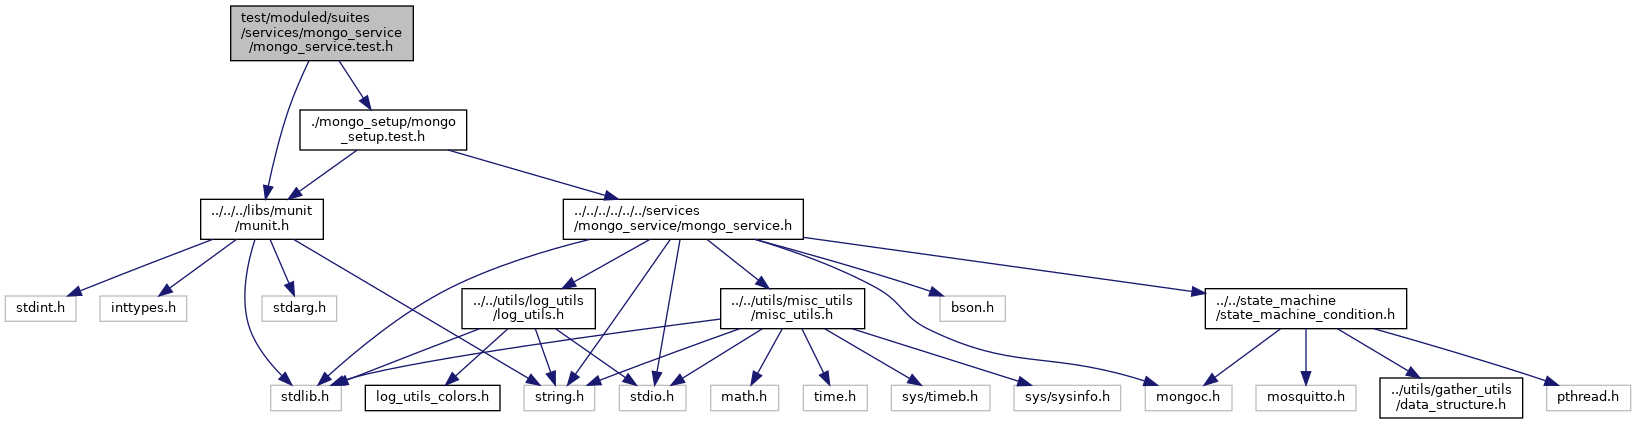 test/moduled/suites
/services/mongo_service
/mongo_service.test.h
./mongo_setup/mongo
_setup.test.h
../../../libs/munit
/munit.h
../../../../../../services
/mongo_service/mongo_service.h
stdint.h
inttypes.h
stdarg.h
../../utils/log_utils
/log_utils.h
../../utils/misc_utils
/misc_utils.h
bson.h
../../state_machine
/state_machine_condition.h
stdlib.h
log_utils_colors.h
string.h
stdio.h
math.h
time.h
sys/timeb.h
sys/sysinfo.h
mongoc.h
mosquitto.h
../utils/gather_utils
/data_structure.h
pthread.h